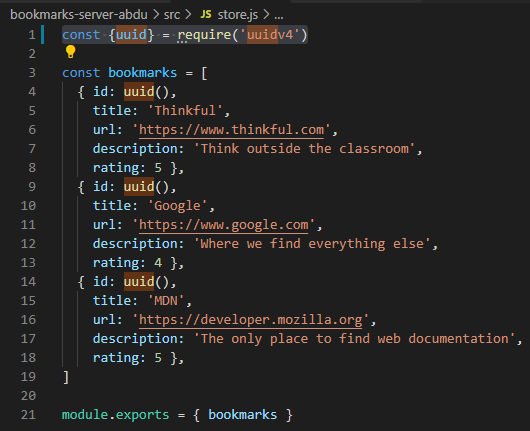 bookmarks-server-abdu > src > JS store.js > ...
1 const {uuid} = require('uuidv4')
2
3 const bookmarks = [
4 { id: uuid(),
5 title: 'Thinkful',
6 url: 'https://www.thinkful.com',
7 description: 'Think outside the classroom',
8 rating: 5 },
9 { id: uuid(),
10 title: 'Google',
11 url: 'https://www.google.com',
12 description: 'Where we find everything else',
13 rating: 4 },
14 { id: uuid(),
15 title: 'MDN',
16 url: 'https://developer.mozilla.org',
17 description: 'The only place to find web documentation',
18 rating: 5 },
19 ]
20
21 module.exports = { bookmarks }